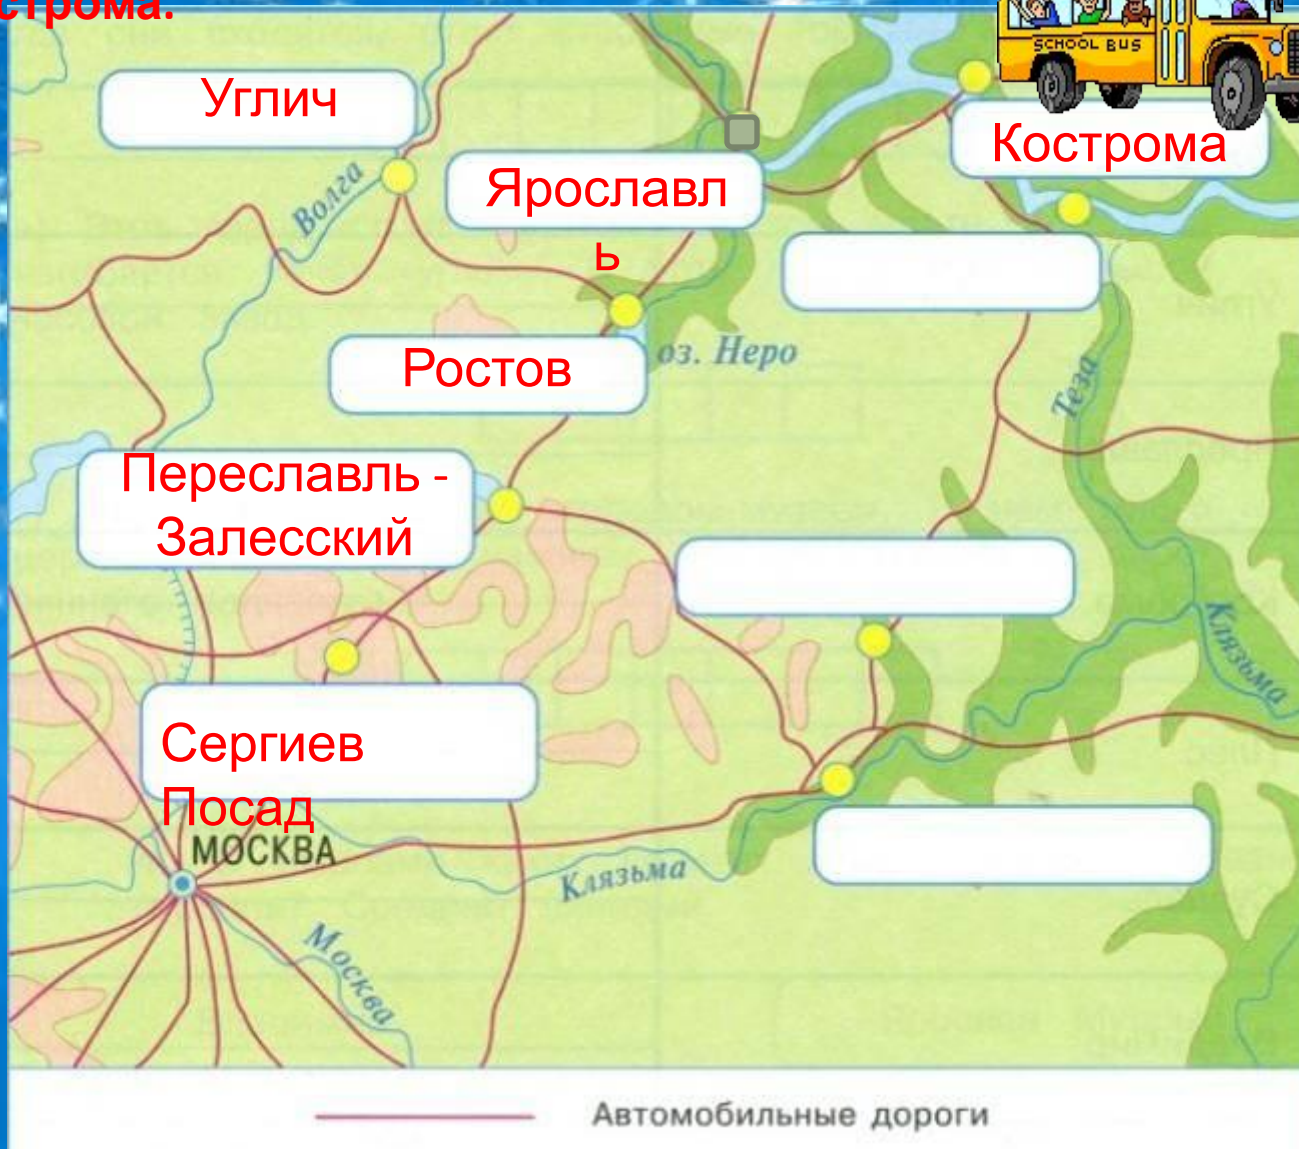 строма.
SCHOOL BUS
Углич
Кострома
Волга
Ярославл
ь
оз. Неро
Ростов
Теза
Переславль -
Залесский
Клязьма
Сергиев
Посад
МОСКВА
Клязьма
Москва
Автомобильные дороги